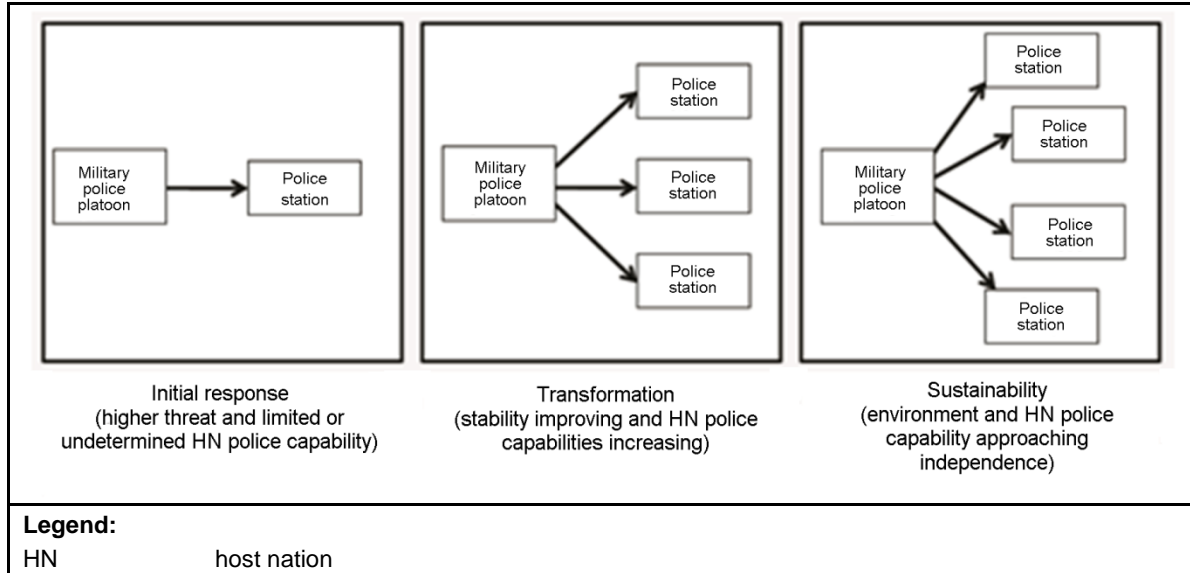 Military
police
platoon
Police
station
Military
police
platoon
Police
station
Police
station
Police
station
Military
police
platoon
Police
station
Police
station
Police
station
Police
station
Initial response
(higher threat and limited or
undetermined HN police capability)
Transformation
(stability improving and HN police
capabilities increasing)
Sustainability
(environment and HN police
capability approaching
independence)
Legend:
HN host nation